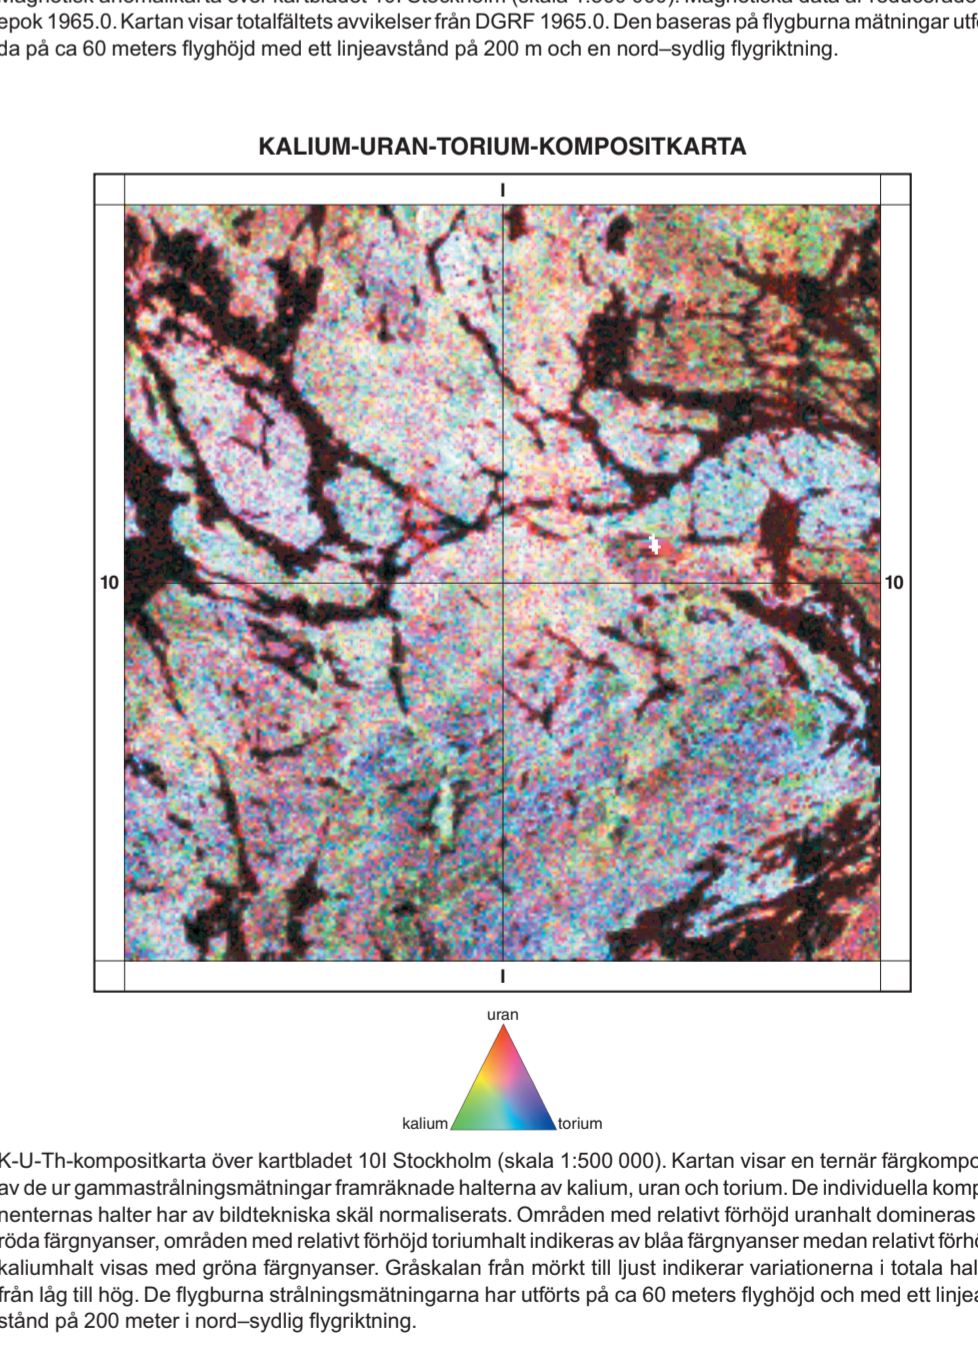 da på ca 60 meters flyghöjd med ett linjeavstånd på 200 m och en nord–sydlig flygriktning.
epok 1965.0. Kartan visar totalfältets avvikelser från DGRF 1965.0. Den baseras på flygburna mätningar utfö
KALIUM-URAN-TORIUM-KOMPOSITKARTA
I
10
10
I
uran
kalium
torium
K-U-Th-kompositkarta över kartbladet 10I Stockholm (skala 1:500 000). Kartan visar en ternär färgkompo
av de ur gammastrålningsmätningar framräknade halterna av kalium, uran och torium. De individuella komp
nenternas halter har av bildtekniska skäl normaliserats. Områden med relativt förhöjd uranhalt domineras
röda färgnyanser, områden med relativt förhöjd toriumhalt indikeras av blåa färgnyanser medan relativt förhö
kaliumhalt visas med gröna färgnyanser. Gråskalan från mörkt till ljust indikerar variationerna i totala hal
från låg till hög. De flygburna strålningsmätningarna har utförts på ca 60 meters flyghöjd och med ett linjea
stånd på 200 meter i nord–sydlig flygriktning.